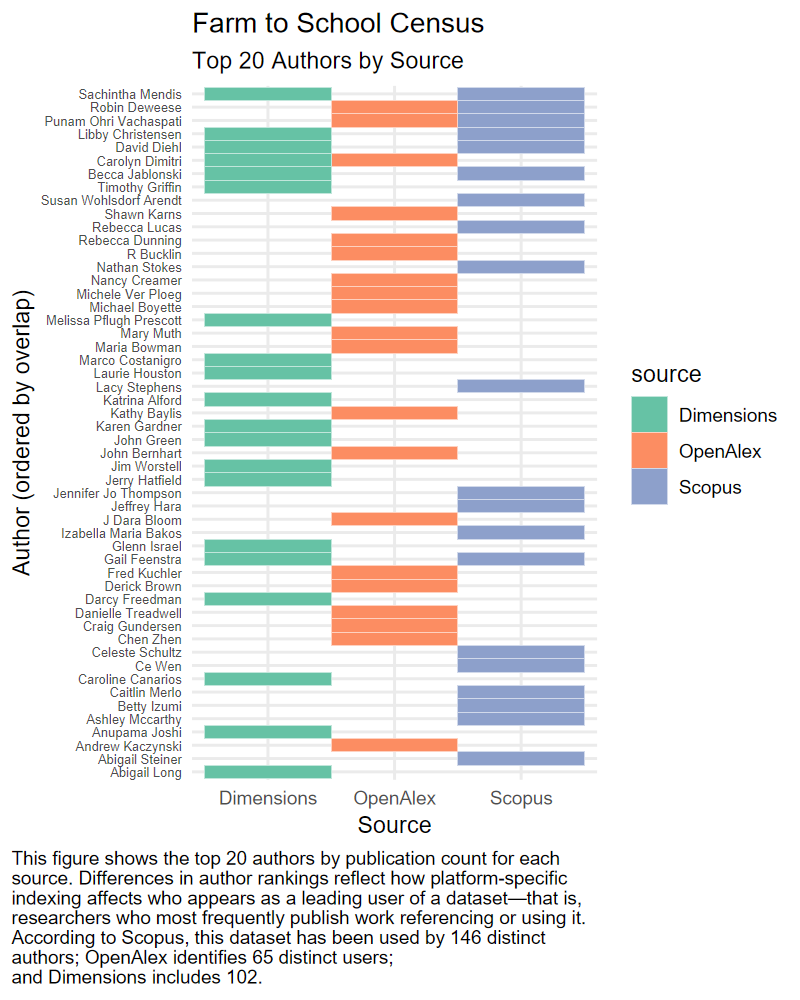 Farm to School Census
Top 20 Authors by Source
Sachintha Mendis
Robin Deweese
Punam Ohri Vachaspati
Libby Christensen
David Diehl
Carolyn Dimitri
Becca Jablonski
Timothy Griffin
Susan Wohlsdorf Arendt
Shawn Karns
Rebecca Lucas
Rebecca Dunning
R Bucklin
Nathan Stokes
Nancy Creamer
Michele Ver Ploeg
Michael Boyette
Melissa Pflugh Prescott
Mary Muth
Maria Bowman
Marco Costanigro
Laurie Houston
Lacy Stephens
Katrina Alford
Kathy Baylis
Karen Gardner
John Green
John Bernhart
Jim Worstell
Jerry Hatfield
Jennifer Jo Thompson
Jeffrey Hara
J Dara Bloom
Izabella Maria Bakos
Glenn Israel
Gail Feenstra
Fred Kuchler
Derick Brown
Darcy Freedman
Danielle Treadwell
Craig Gundersen
Chen Zhen
Celeste Schultz
Ce Wen
Caroline Canarios
Caitlin Merlo
Betty Izumi
Ashley Mccarthy
Anupama Joshi
Andrew Kaczynski
Abigail Steiner
Abigail Long
Author (ordered by overlap)
Dimensions OpenAlex Scopus
Source
source
Dimensions
OpenAlex
Scopus
This figure shows the top 20 authors by publication count for each
source. Differences in author rankings reflect how platform-specific
indexing affects who appears as a leading user of a dataset—that is,
researchers who most frequently publish work referencing or using it.
According to Scopus, this dataset has been used by 146 distinct
authors; OpenAlex identifies 65 distinct users;
and Dimensions includes 102.